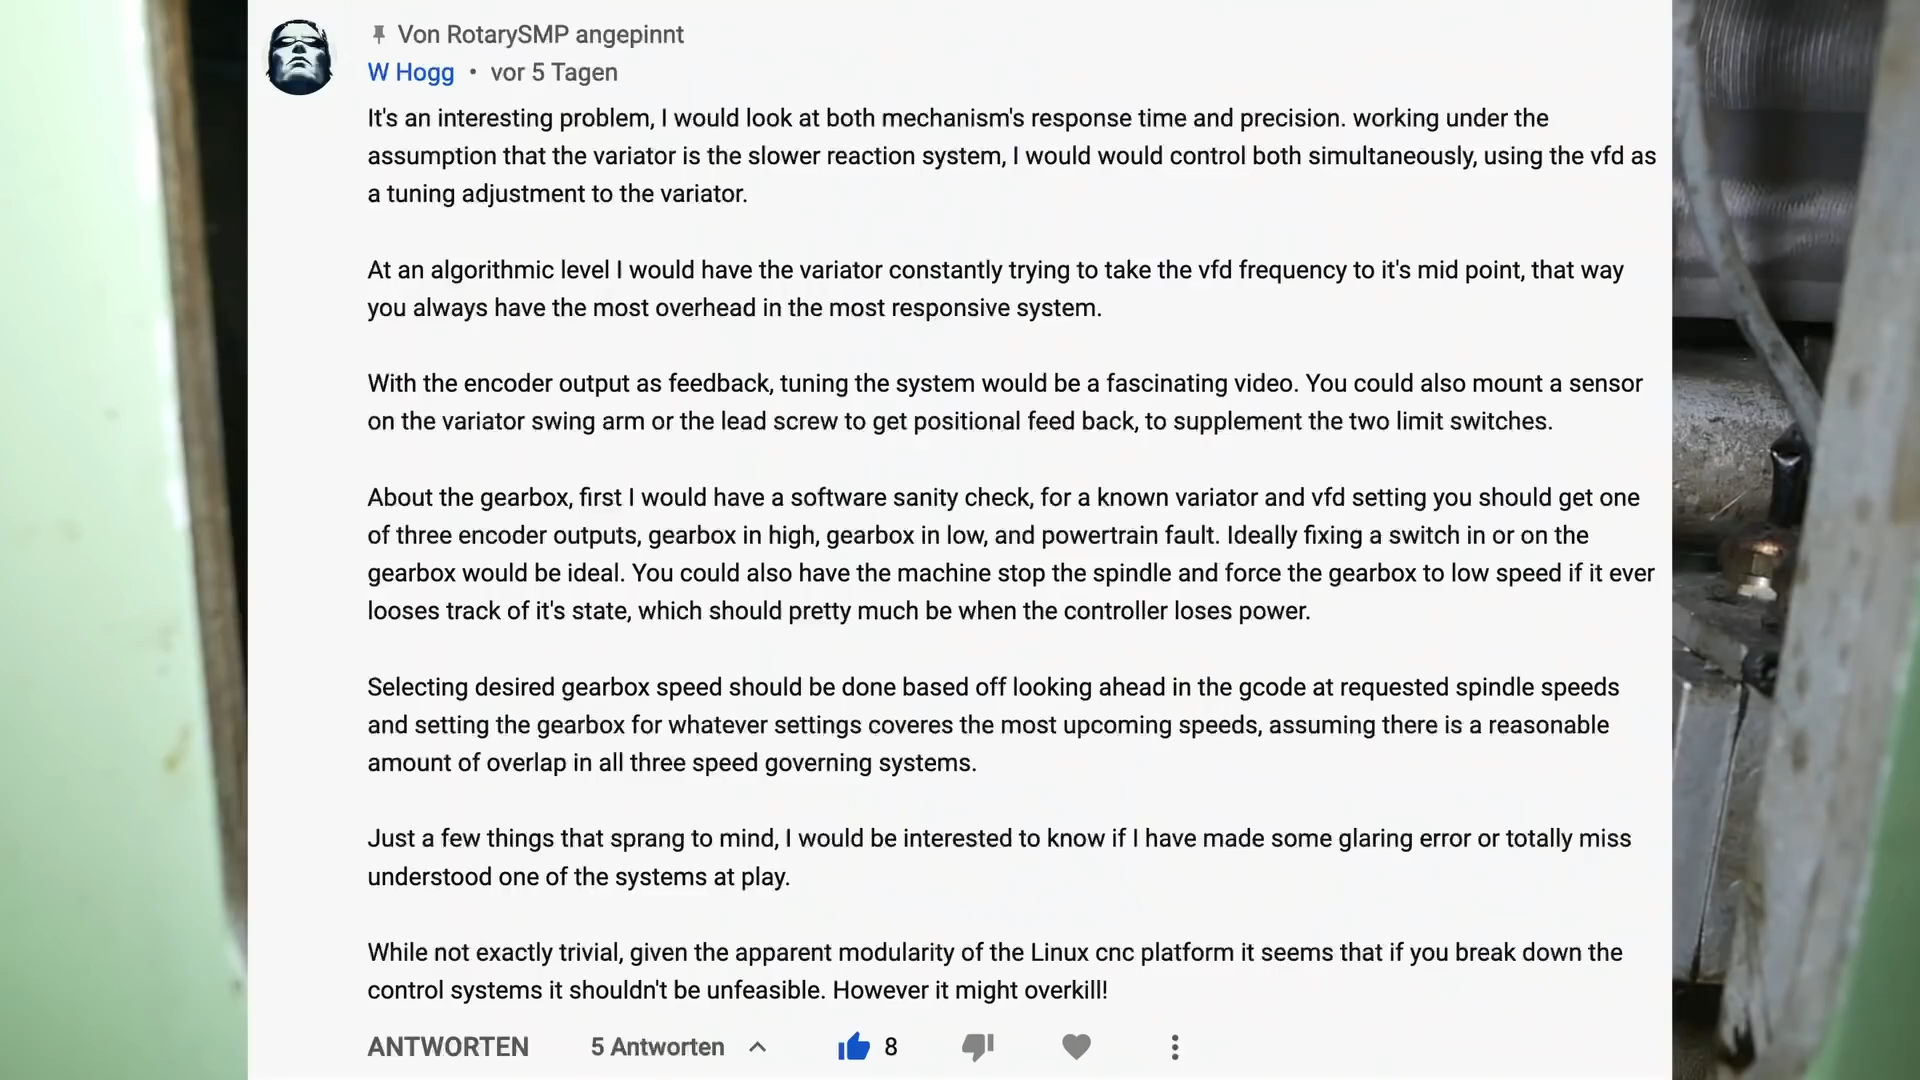 Von RotarySMP angepinnt
W Hogg • vor 5 Tagen
It's an interesting problem, I would look at both mechanism's response time and precision. working under the
assumption that the variator is the slower reaction system, I would would control both simultaneously, using the vfd as
a tuning adjustment to the variator.
At an algorithmic level I would have the variator constantly trying to take the vfd frequency to it's mid point, that way
you always have the most overhead in the most responsive system.
With the encoder output as feedback, tuning the system would be a fascinating video. You could also mount a sensor
on the variator swing arm or the lead screw to get positional feed back, to supplement the two limit switches.
About the gearbox, first I would have a software sanity check, for a known variator and vfd setting you should get one
of three encoder outputs, gearbox in high, gearbox in low, and powertrain fault. Ideally fixing a switch in or on the
gearbox would be ideal. You could also have the machine stop the spindle and force the gearbox to low speed if it ever
looses track of it's state, which should pretty much be when the controller loses power.
Selecting desired gearbox speed should be done based off looking ahead in the gcode at requested spindle speeds
and setting the gearbox for whatever settings coveres the most upcoming speeds, assuming there is a reasonable
amount of overlap in all three speed governing systems.
Just a few things that sprang to mind, I would be interested to know if I have made some glaring error or totally miss
understood one of the systems at play.
While not exactly trivial, given the apparent modularity of the Linux cnc platform it seems that if you break down the
control systems it shouldn't be unfeasible. However it might overkill!
ANTWORTEN 5 Antworten 8